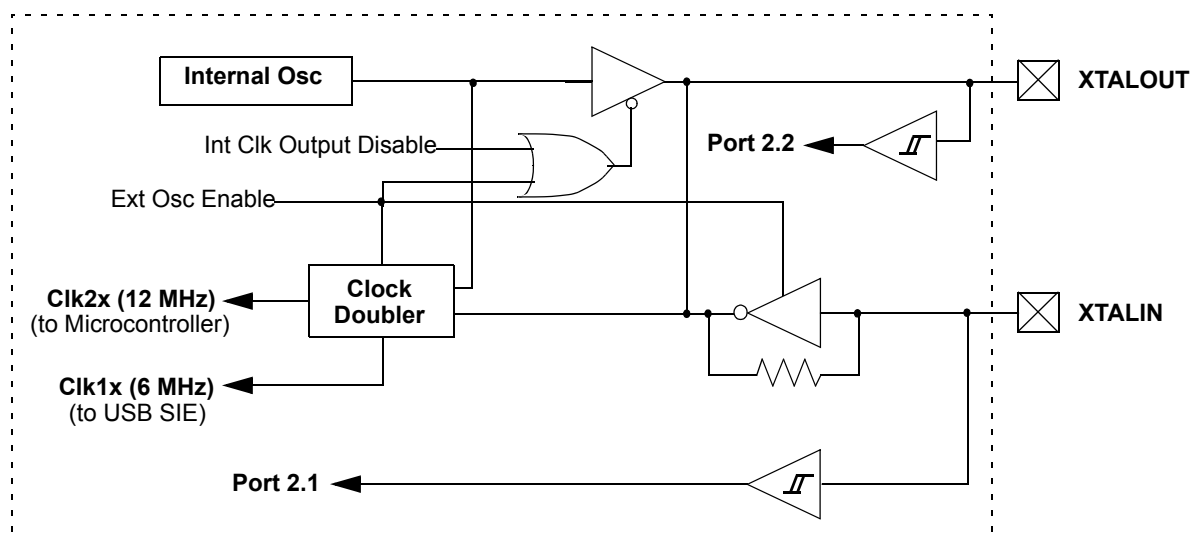 Internal Osc
XTALOUT
Int Clk Output Disable
Port 2.2
Ext Osc Enable
Clock
Doubler
Clk2x (12 MHz)
(to Microcontroller)
XTALIN
Clk1x (6 MHz)
(to USB SIE)
Port 2.1